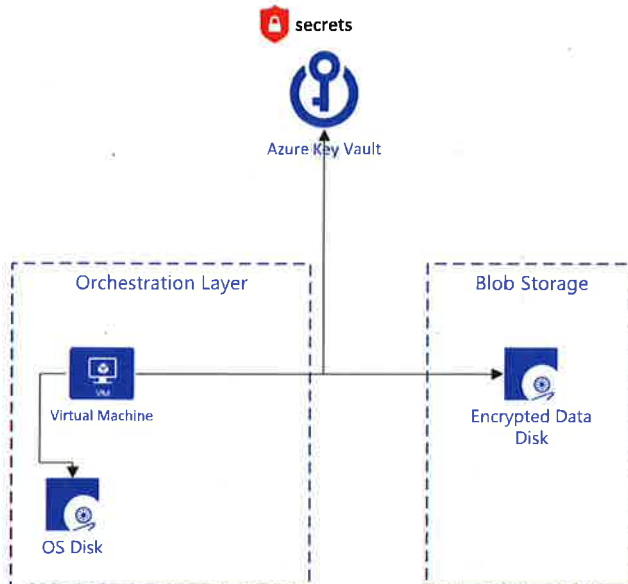 secrets
Azure Key Vault
Orchestration Layer
Blob Storage
VM
Virtual Machine
Encrypted Data
Disk
OS Disk